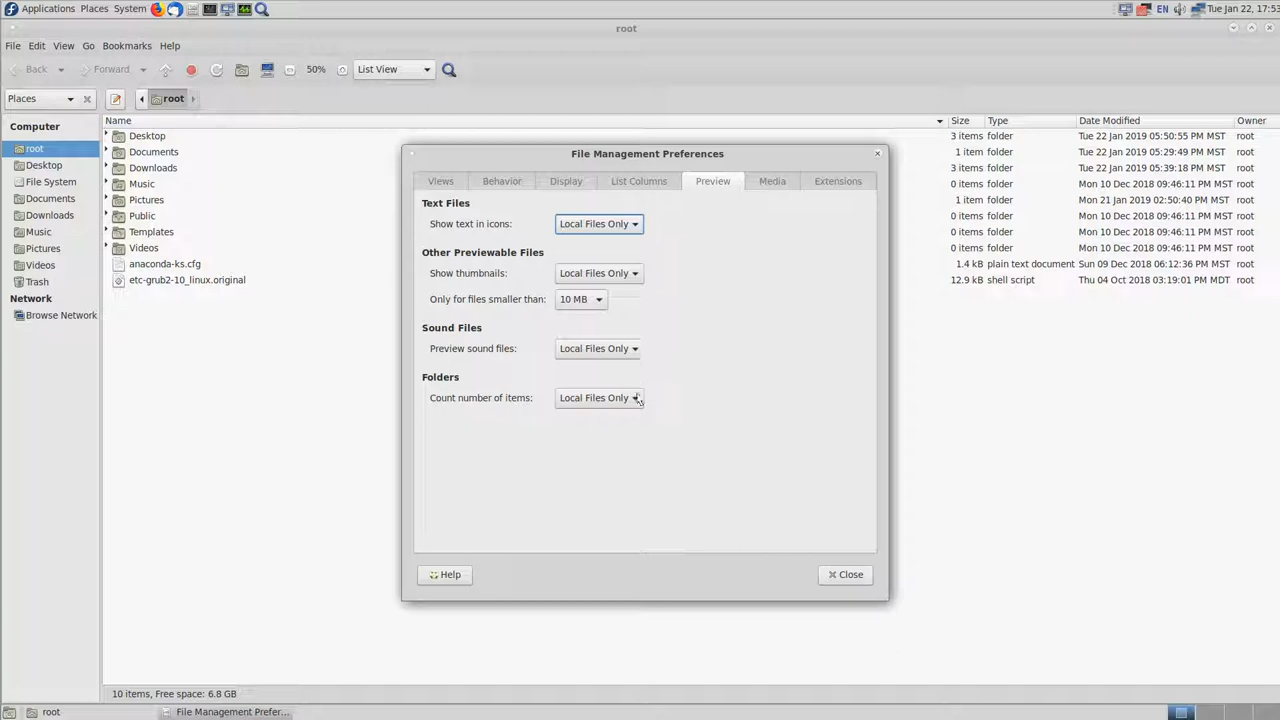 Applications Places System EN Tue Jan 22, 17:53
root
File Edit View Go Bookmarks Help
Back Forward 50% List View
Places root
Computer
root
Desktop
File System
Documents
Downloads
Music
Pictures
Videos
Trash
Network
Browse Network
Name Size Type Date Modified Owner
Desktop 3 items folder Tue 22 Jan 2019 05:50:55 PM MST root
Documents 1 item folder Tue 22 Jan 2019 05:29:49 PM MST root
Downloads 3 items folder Tue 22 Jan 2019 05:39:18 PM MST root
Music 0 items folder Mon 10 Dec 2018 09:46:11 PM MST root
Pictures 1 item folder Mon 21 Jan 2019 02:50:40 PM MST root
Public 0 items folder Mon 10 Dec 2018 09:46:11 PM MST root
Templates 0 items folder Mon 10 Dec 2018 09:46:11 PM MST root
Videos 0 items folder Mon 10 Dec 2018 09:46:11 PM MST root
anaconda-ks.cfg 1.4 kB plain text document Sun 09 Dec 2018 06:12:36 PM MST root
etc-grub2-10_linux.original 12.9 kB shell script Thu 04 Oct 2018 03:19:01 PM MDT root
File Management Preferences
Views Behavior Display List Columns Preview Media Extensions
Text Files
Show text in icons: Local Files Only
Other Previewable Files
Show thumbnails: Local Files Only
Only for files smaller than: 10 MB
Sound Files
Preview sound files: Local Files Only
Folders
Count number of items: Local Files Only
Help Close
10 items, Free space: 6.8 GB
root File Management Prefer...